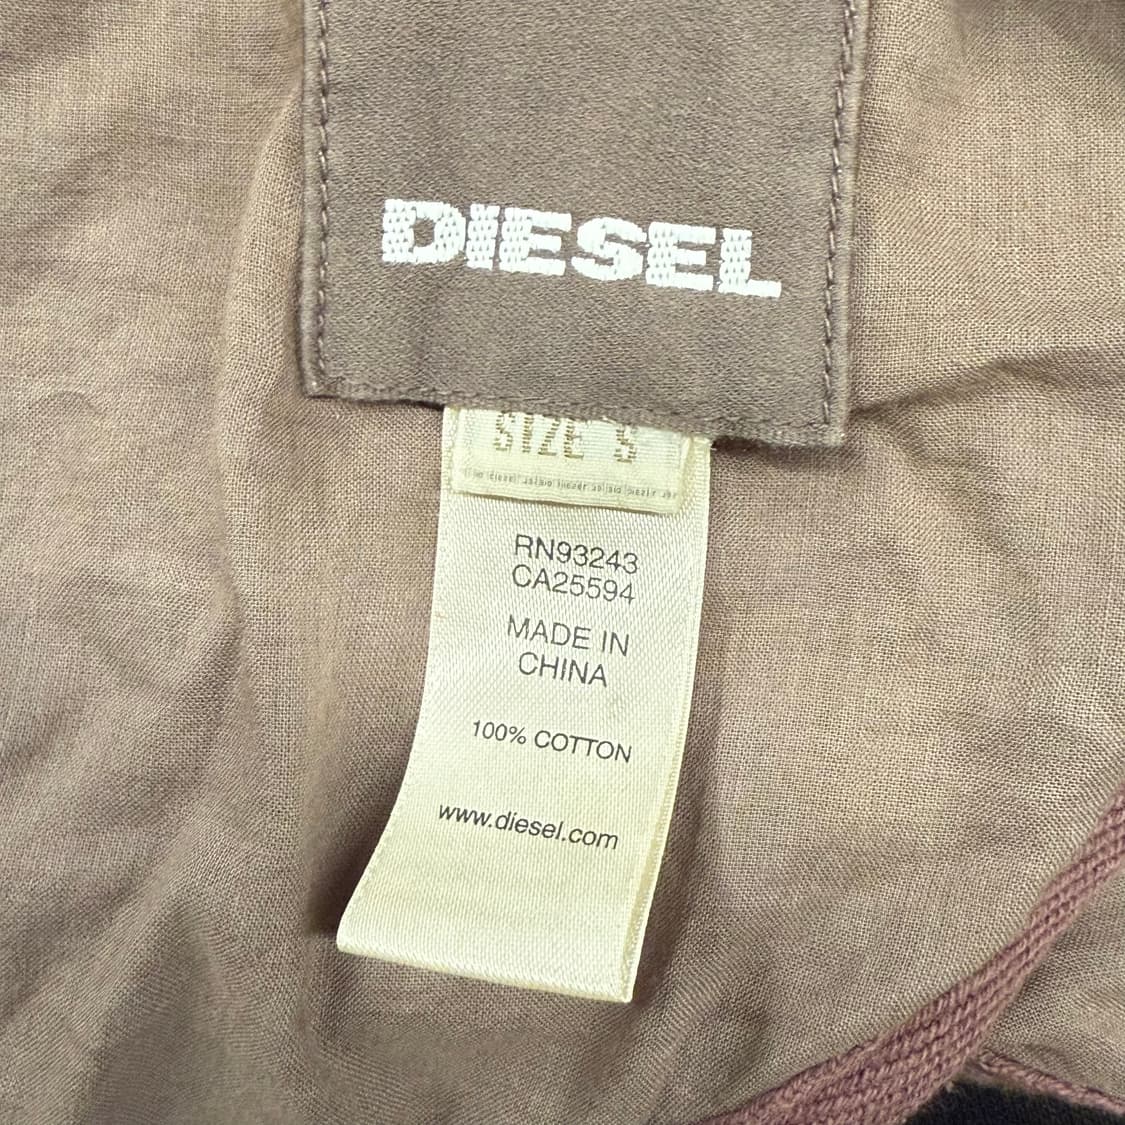 DIESEL
SIZE S
RN93243
CA25594
MADE IN
CHINA
100% COTTON
www.diesel.com